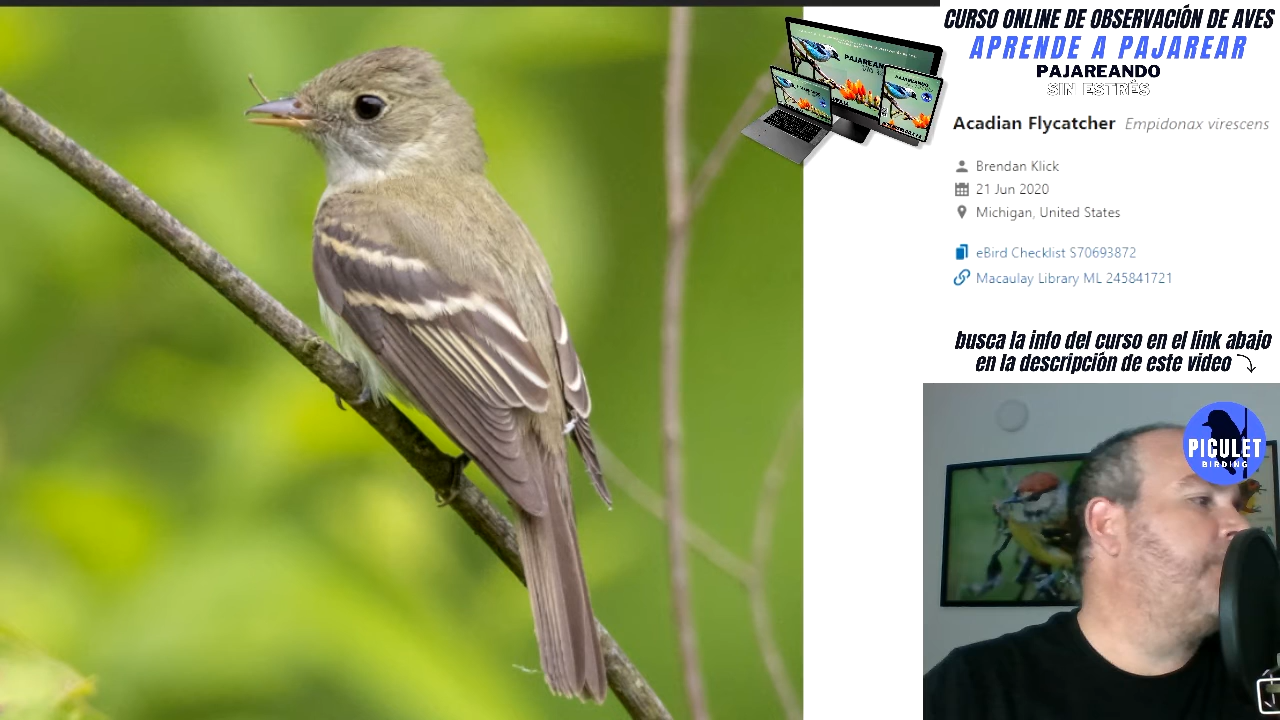 CURSO ONLINE DE OBSERVACIÓN DE AVES
APRENDE A PAJAREAR
PAJAREANDO
SIN ESTRÉS
Acadian Flycatcher Empidonax virescens
Brendan Klick
21 Jun 2020
Michigan, United States
eBird Checklist S70693872
Macaulay Library ML 245841721
busca la info del curso en el link abajo
en la descripción de este video
PICULET
BIRDING